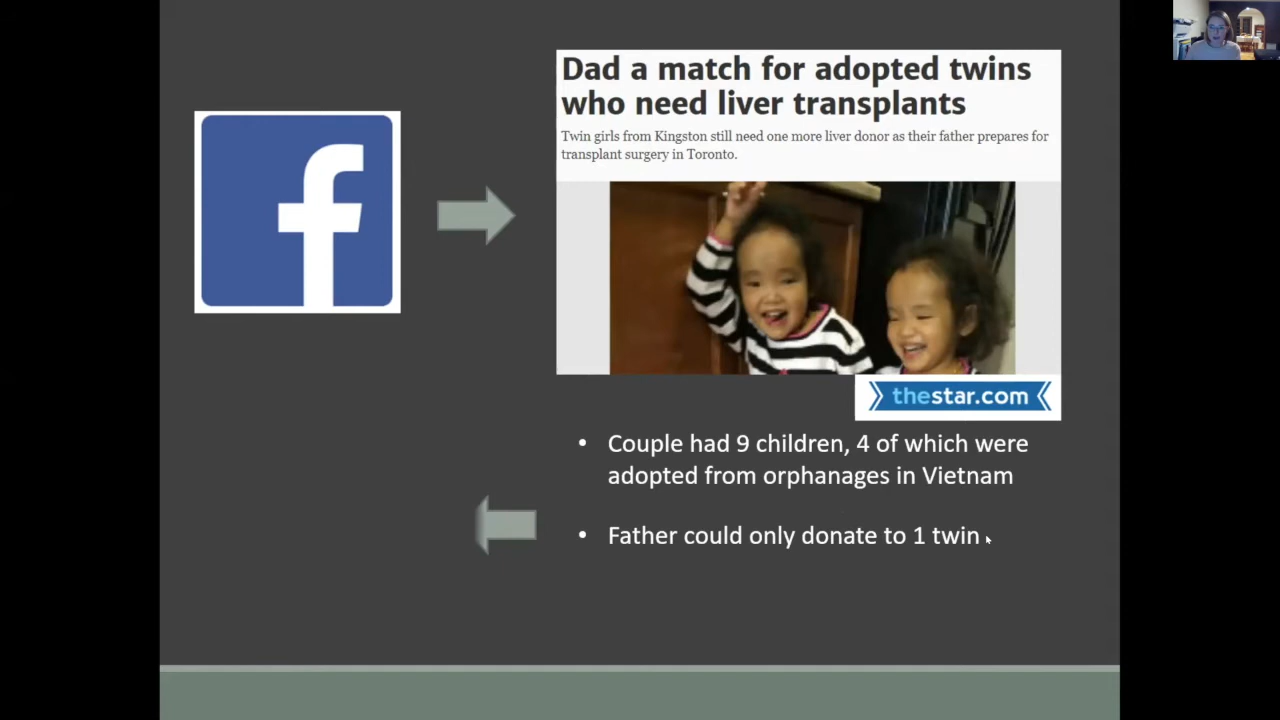 Dad a match for adopted twins
who need liver transplants
Twin girls from Kingston still need one more liver donor as their father prepares for
transplant surgery in Toronto.
f
thestar.com
• Couple had 9 children, 4 of which were
adopted from orphanages in Vietnam
• Father could only donate to 1 twin